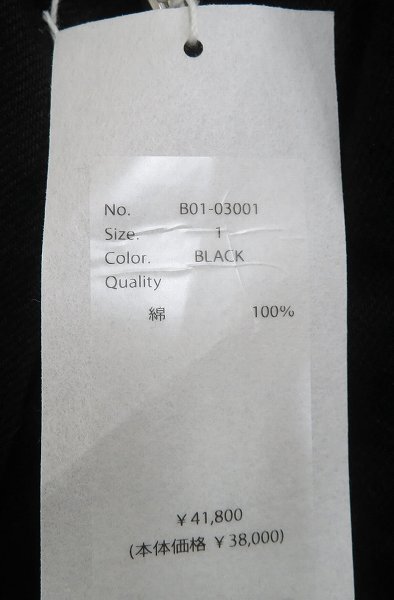 No. B01-03001
Size. 1
Color. BLACK
Quality
綿 100%
¥41,800
(本体価格 ¥38,000)